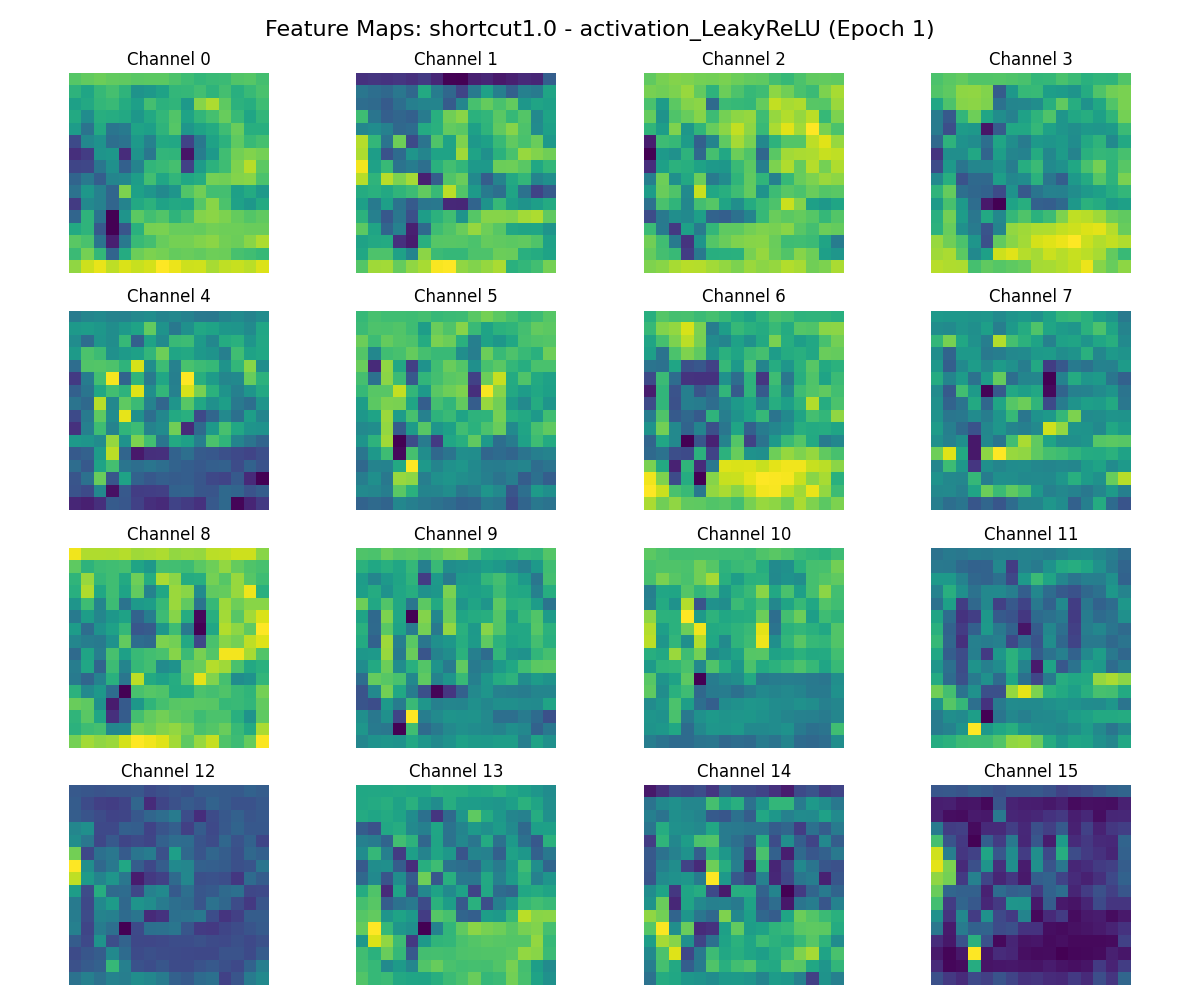 Feature Maps: shortcut1.0 - activation_LeakyReLU (Epoch 1)
Channel 0
Channel 1
Channel 2
Channel 3
Channel 4
Channel 5
Channel 6
Channel 7
Channel 8
Channel 9
Channel 10
Channel 11
Channel 12
Channel 13
Channel 14
Channel 15